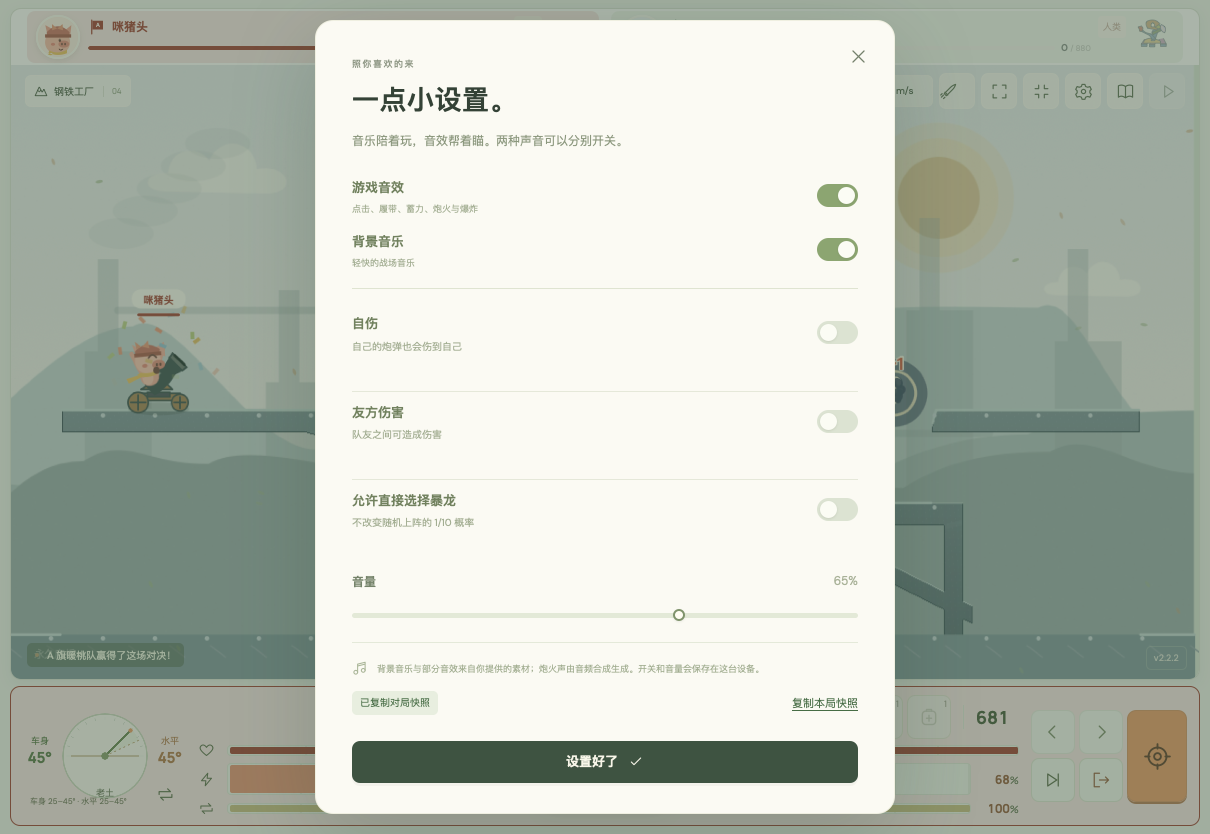 A 咪猪头
人类
0 / 990
钢铁工厂 04
m/s
照你喜欢的来
一点小设置。
音乐陪着玩，音效帮着瞄。两种声音可以分别开关。
游戏音效
点击、履带、蓄力、炮火与爆炸
背景音乐
轻快的战场音乐
咪猪头
自伤
自己的炮弹也会伤到自己
友方伤害
队友之间可造成伤害
允许直接选择暴龙
不改变随机上阵的 1/10 概率
音量 65%
A 旗暖桃队赢得了这场对决！
v2.2.2
背景音乐与部分音效来自你提供的素材；炮火声由音频合成生成。开关和音量会保存在这台设备。
已复制对局快照 复制本局快照
设置好了
车身
45°
水平
45°
老土
车身 25–45° · 水平 25–45°
1
1
681
68%
100%